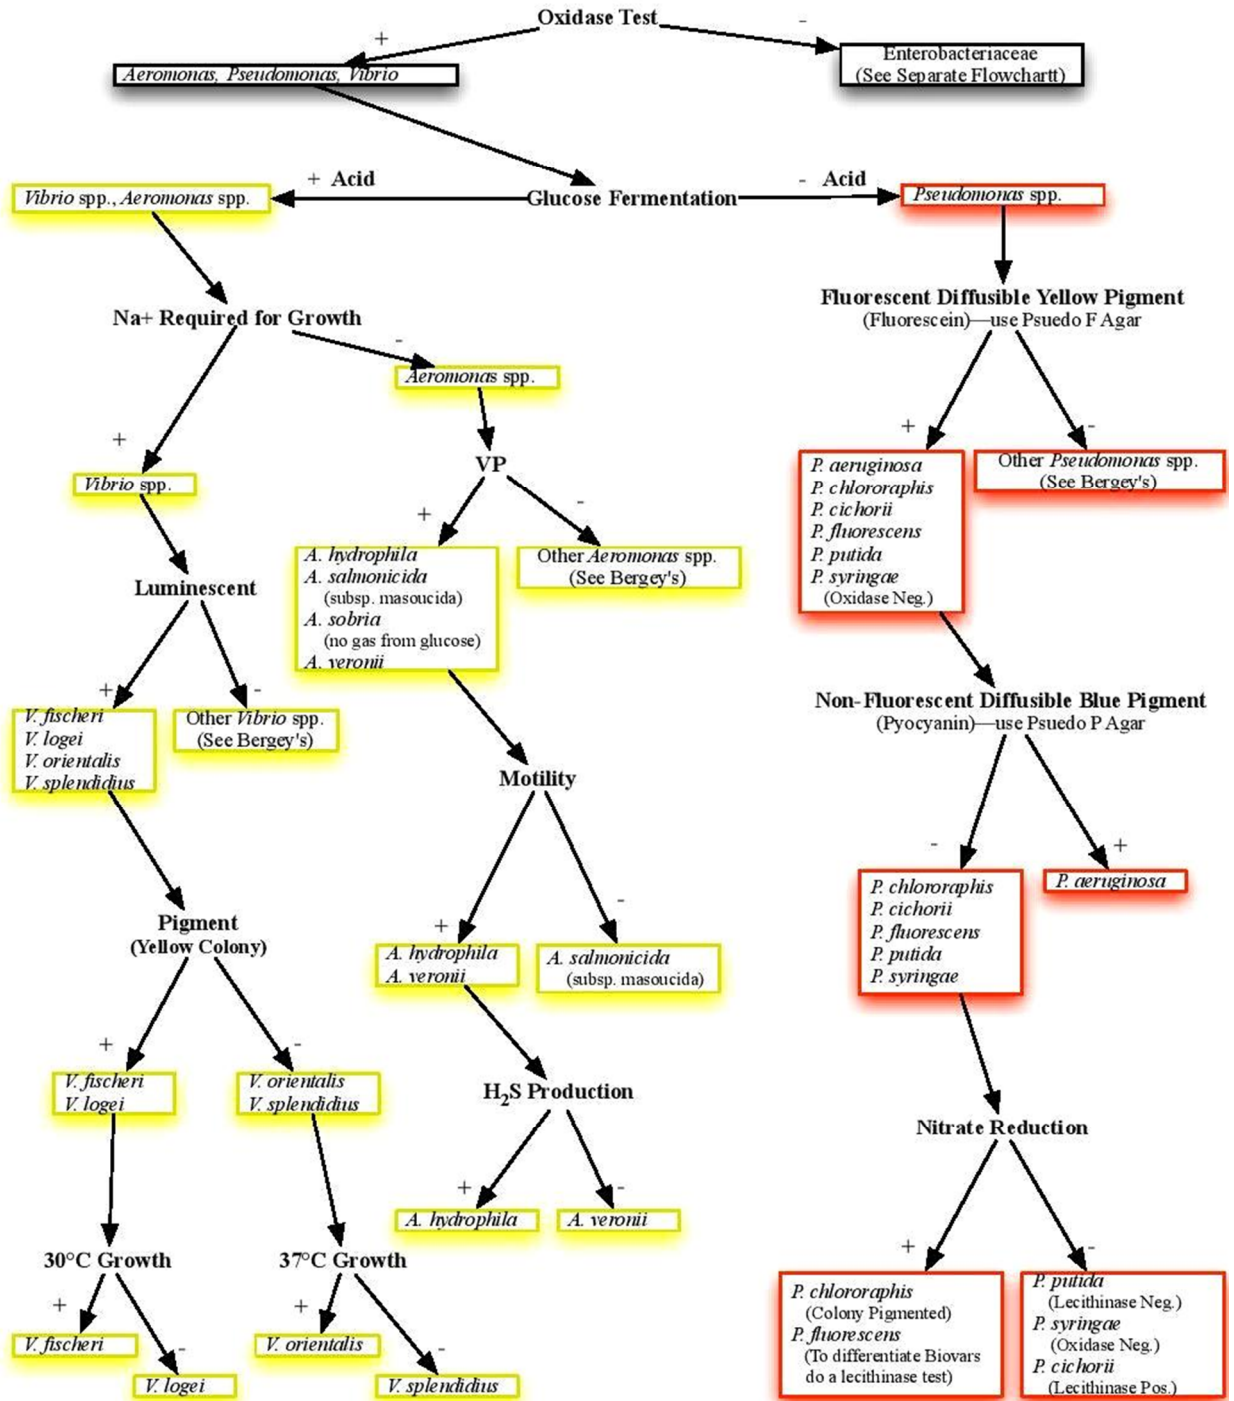 Oxidase Test
+
-
Aeromonas, Pseudomonas, Vibrio
Enterobacteriaceae
(See Separate Flowchartt)
Vibrio spp., Aeromonas spp.
+ Acid
Glucose Fermentation
- Acid
Pseudomonas spp.
Na+ Required for Growth
-
+
Aeromonas spp.
Vibrio spp.
VP
+
-
Luminescent
+
-
A. hydrophila
A. salmonicida
(subsp. masoucida)
A. sobria
(no gas from glucose)
A. veronii
Other Aeromonas spp.
(See Bergey's)
V. fischeri
V. logei
V. orientalis
V. splendidius
Other Vibrio spp.
(See Bergey's)
Motility
+
-
Pigment
(Yellow Colony)
+
-
A. hydrophila
A. veronii
A. salmonicida
(subsp. masoucida)
V. fischeri
V. logei
V. orientalis
V. splendidius
H2S Production
+
-
A. hydrophila
A. veronii
30°C Growth
+
-
37°C Growth
+
-
V. fischeri
V. logei
V. orientalis
V. splendidius
Fluorescent Diffusible Yellow Pigment
(Fluorescein)—use Psuedo F Agar
+
-
P. aeruginosa
P. chlororaphis
P. cichorii
P. fluorescens
P. putida
P. syringae
(Oxidase Neg.)
Other Pseudomonas spp.
(See Bergey's)
Non-Fluorescent Diffusible Blue Pigment
(Pyocyanin)—use Psuedo P Agar
-
+
P. chlororaphis
P. cichorii
P. fluorescens
P. putida
P. syringae
P. aeruginosa
Nitrate Reduction
+
-
P. chlororaphis
(Colony Pigmented)
P. fluorescens
(To differentiate Biovars
do a lecithinase test)
P. putida
(Lecithinase Neg.)
P. syringae
(Oxidase Neg.)
P. cichorii
(Lecithinase Pos.)